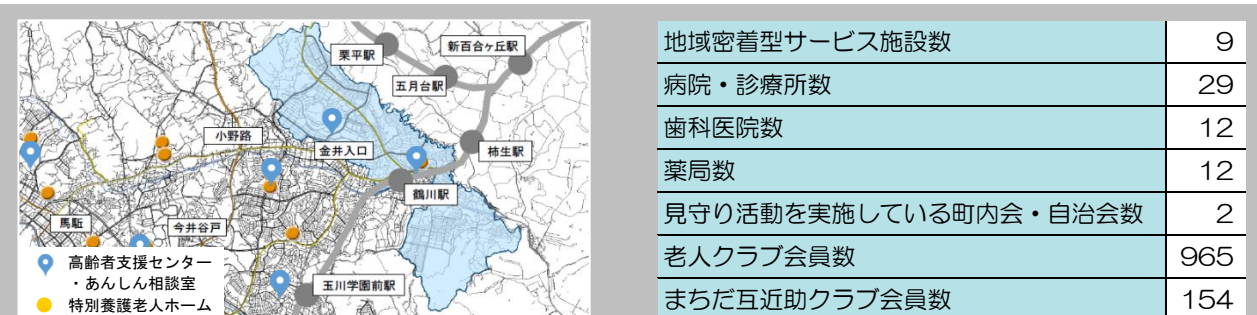 栗平駅
新百合ヶ丘駅
五月台駅
小野路
金井入口
柿生駅
鶴川駅
馬駈
今井谷戸
玉川学園前駅
高齢者支援センター
・あんしん相談室
特別養護老人ホーム
地域密着型サービス施設数 9
病院・診療所数 29
歯科医院数 12
薬局数 12
見守り活動を実施している町内会・自治会数 2
老人クラブ会員数 965
まちだ互近助クラブ会員数 154